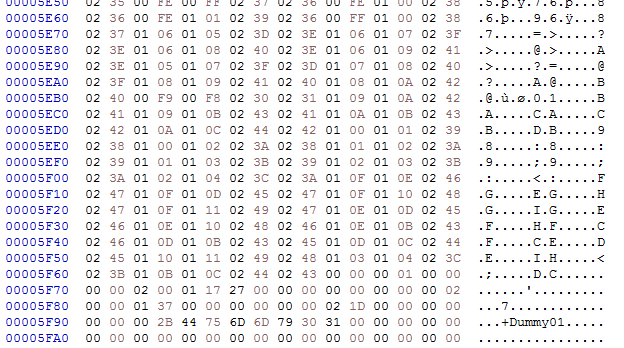 00005E50 02 35 00 FE 00 FF 02 37 02 36 00 FE 01 00 02 38 .5.þ.ÿ.7.6.þ...8
00005E60 02 36 00 FE 01 01 02 39 02 36 00 FF 01 00 02 38 .6.þ...9.6.ÿ...8
00005E70 02 37 01 06 01 05 02 3D 02 3E 01 06 01 07 02 3F .7.....=.>.....?
00005E80 02 3E 01 06 01 08 02 40 02 3E 01 06 01 09 02 41 .>.....@.>.....A
00005E90 02 3E 01 05 01 07 02 3F 02 3D 01 07 01 08 02 40 .>.....?.=.....@
00005EA0 02 3F 01 08 01 09 02 41 02 40 01 08 01 0A 02 42 .?.....A.@.....B
00005EB0 02 40 00 F9 00 F8 02 30 02 31 01 09 01 0A 02 42 .@.ù.ø.0.1.....B
00005EC0 02 41 01 09 01 0B 02 43 02 41 01 0A 01 0B 02 43 .A.....C.A.....C
00005ED0 02 42 01 0A 01 0C 02 44 02 42 01 00 01 01 02 39 .B.....D.B.....9
00005EE0 02 38 01 00 01 02 02 3A 02 38 01 01 01 02 02 3A .8.....:.8.....:
00005EF0 02 39 01 01 01 03 02 3B 02 39 01 02 01 03 02 3B .9.....;.9.....;
00005F00 02 3A 01 02 01 04 02 3C 02 3A 01 0F 01 0E 02 46 .:.....<.:.....F
00005F10 02 47 01 0F 01 0D 02 45 02 47 01 0F 01 10 02 48 .G.....E.G.....H
00005F20 02 47 01 0F 01 11 02 49 02 47 01 0E 01 0D 02 45 .G.....I.G.....E
00005F30 02 46 01 0E 01 10 02 48 02 46 01 0E 01 0B 02 43 .F.....H.F.....C
00005F40 02 46 01 0D 01 0B 02 43 02 45 01 0D 01 0C 02 44 .F.....C.E.....D
00005F50 02 45 01 10 01 11 02 49 02 48 01 03 01 04 02 3C .E.....I.H.....<
00005F60 02 3B 01 0B 01 0C 02 44 02 43 00 00 00 01 00 00 .;.....D.C......
00005F70 00 00 02 00 01 17 27 00 00 00 00 00 00 00 00 02 ......'.........
00005F80 00 00 01 37 00 00 00 00 00 00 02 1D 00 00 00 00 ...7............
00005F90 00 00 00 2B 44 75 6D 6D 79 30 31 00 00 00 00 00 ...+Dummy01.....
00005FA0 00 00 00 00 00 00 00 00 00 00 00 00 00 00 00 00 ................